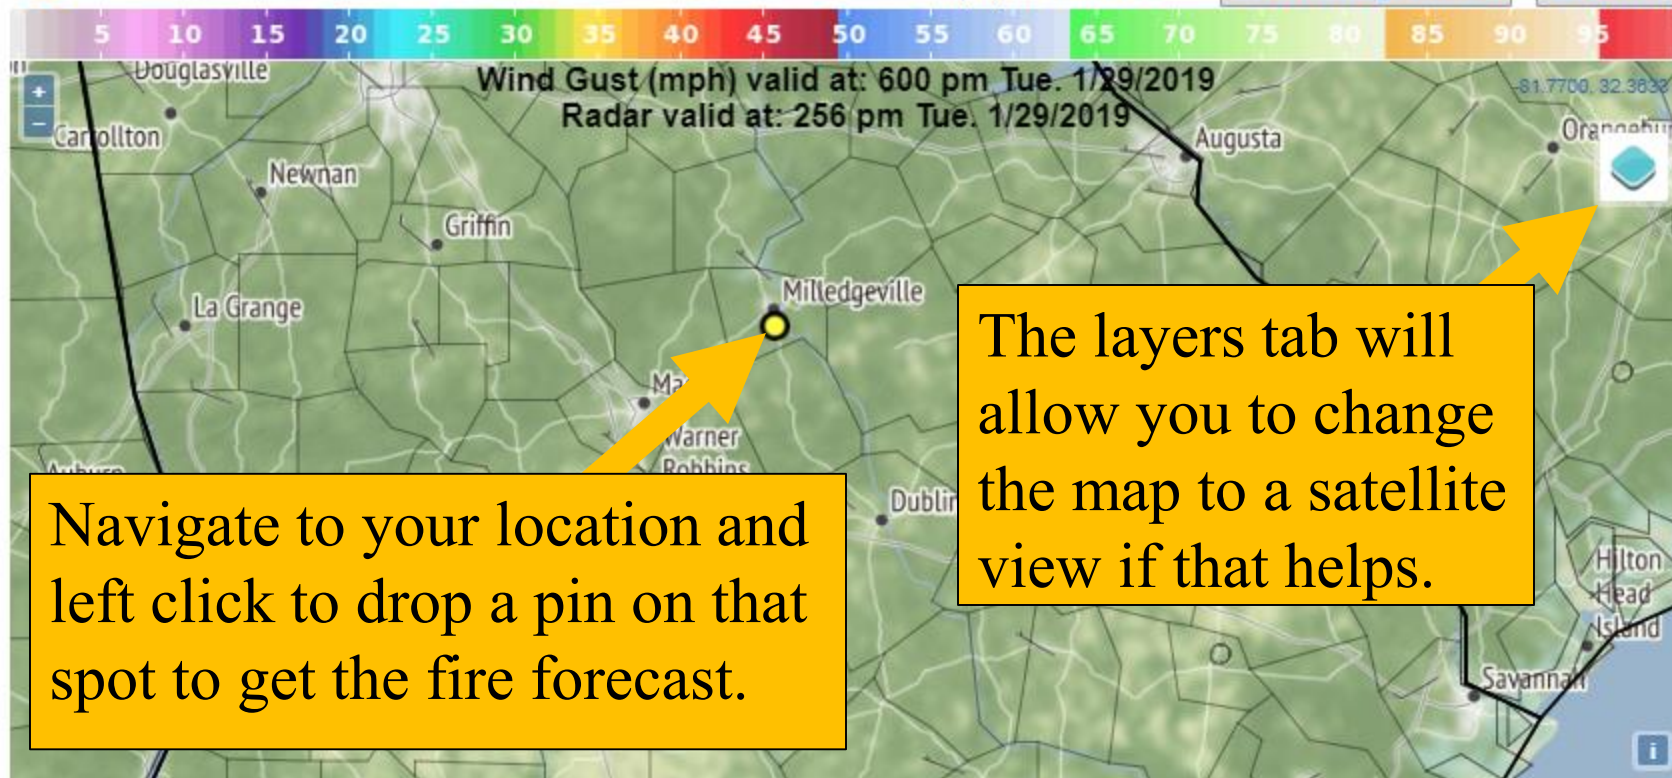 5 10 15 20 25 30 35 40 45 50 55 60 65 70 75 80 85 90 95
Wind Gust (mph) valid at: 600 pm Tue. 1/29/2019
Radar valid at: 256 pm Tue. 1/29/2019
+
−
Douglasville
Carrollton
Newnan
Griffin
La Grange
Augusta
Milledgeville
Warner
Robbins
Dublin
Navigate to your location and
left click to drop a pin on that
spot to get the fire forecast.
The layers tab will
allow you to change
the map to a satellite
view if that helps.
Hilton
Head
Island
Savannah
i